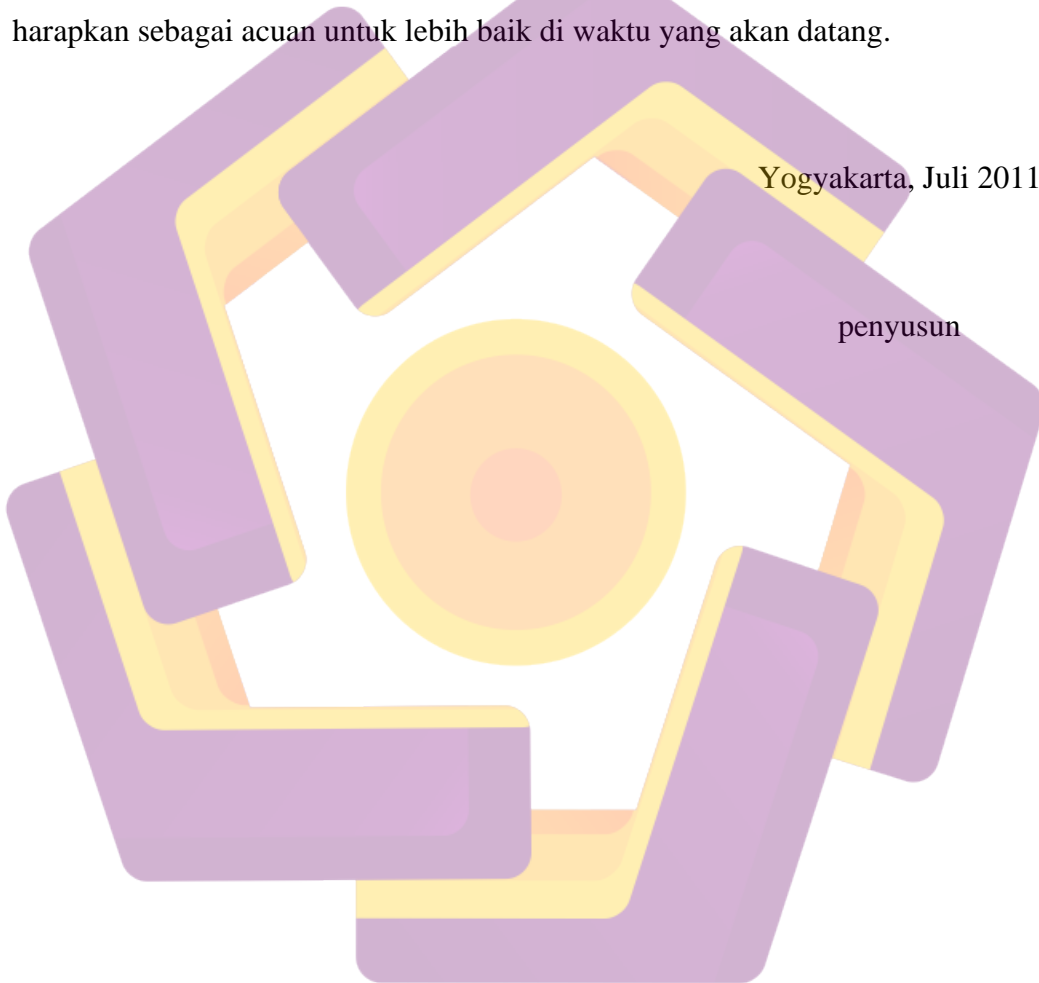 harapkan sebagai acuan untuk lebih baik di waktu yang akan datang.
Yogyakarta, Juli 2011
penyusun